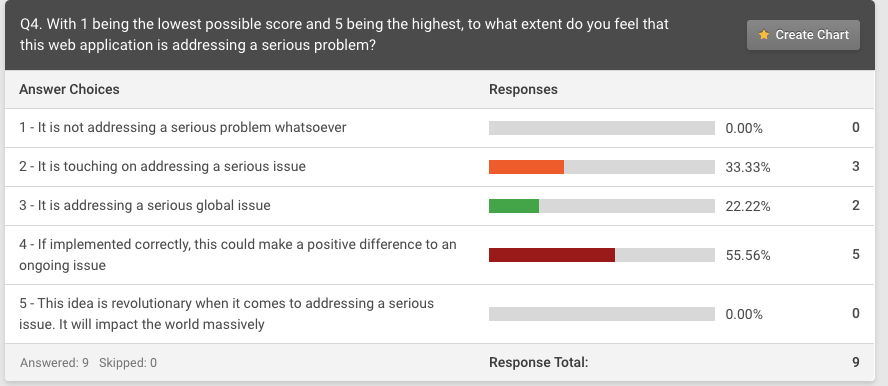 Q4. With 1 being the lowest possible score and 5 being the highest, to what extent do you feel that
this web application is addressing a serious problem?
Create Chart
Answer Choices Responses
1 - It is not addressing a serious problem whatsoever 0.00% 0
2 - It is touching on addressing a serious issue 33.33% 3
3 - It is addressing a serious global issue 22.22% 2
4 - If implemented correctly, this could make a positive difference to an
ongoing issue 55.56% 5
5 - This idea is revolutionary when it comes to addressing a serious
issue. It will impact the world massively 0.00% 0
Answered: 9 Skipped: 0 Response Total: 9